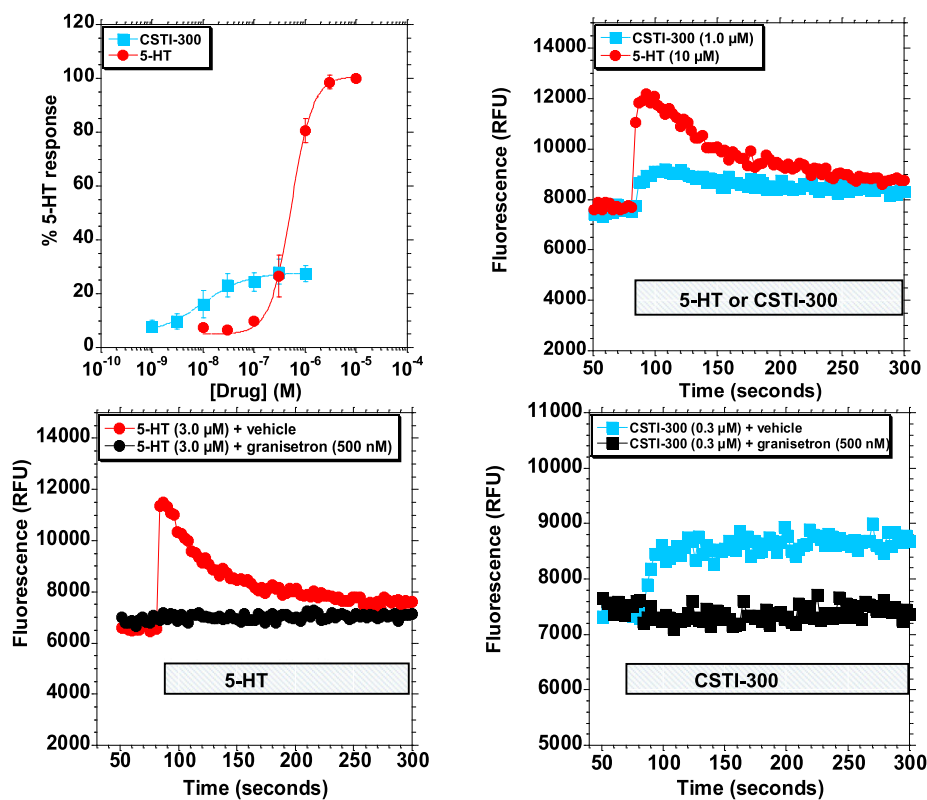 CSTI-300
5-HT
% 5-HT response
120
100
80
60
40
20
0
10⁻¹⁰ 10⁻⁹ 10⁻⁸ 10⁻⁷ 10⁻⁶ 10⁻⁵ 10⁻⁴
[Drug] (M)
CSTI-300 (1.0 µM)
5-HT (10 µM)
Fluorescence (RFU)
14000
12000
10000
8000
6000
4000
2000
5-HT or CSTI-300
50 100 150 200 250 300
Time (seconds)
5-HT (3.0 µM) + vehicle
5-HT (3.0 µM) + granisetron (500 nM)
Fluorescence (RFU)
14000
12000
10000
8000
6000
4000
2000
5-HT
50 100 150 200 250 300
Time (seconds)
CSTI-300 (0.3 µM) + vehicle
CSTI-300 (0.3 µM) + granisetron (500 nM)
Fluorescence (RFU)
11000
10000
9000
8000
7000
6000
5000
CSTI-300
50 100 150 200 250 300
Time (seconds)